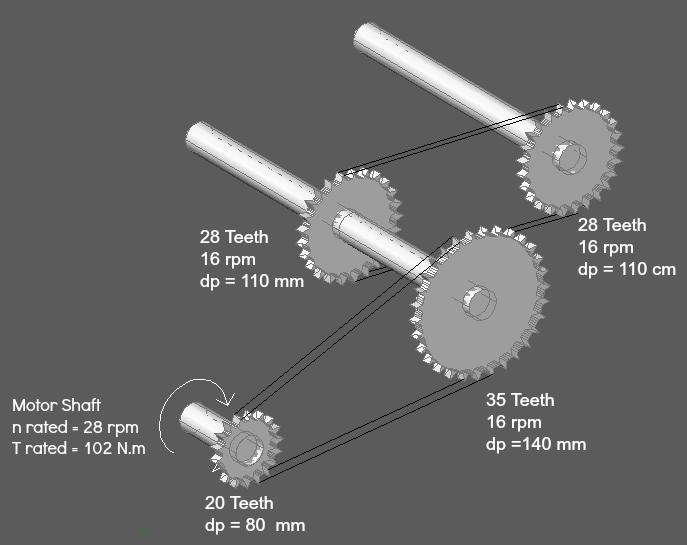 28 Teeth
16 rpm
dp = 110 cm
28 Teeth
16 rpm
dp = 110 mm
35 Teeth
16 rpm
dp =140 mm
Motor Shaft
n rated = 28 rpm
T rated = 102 N.m
20 Teeth
dp = 80 mm